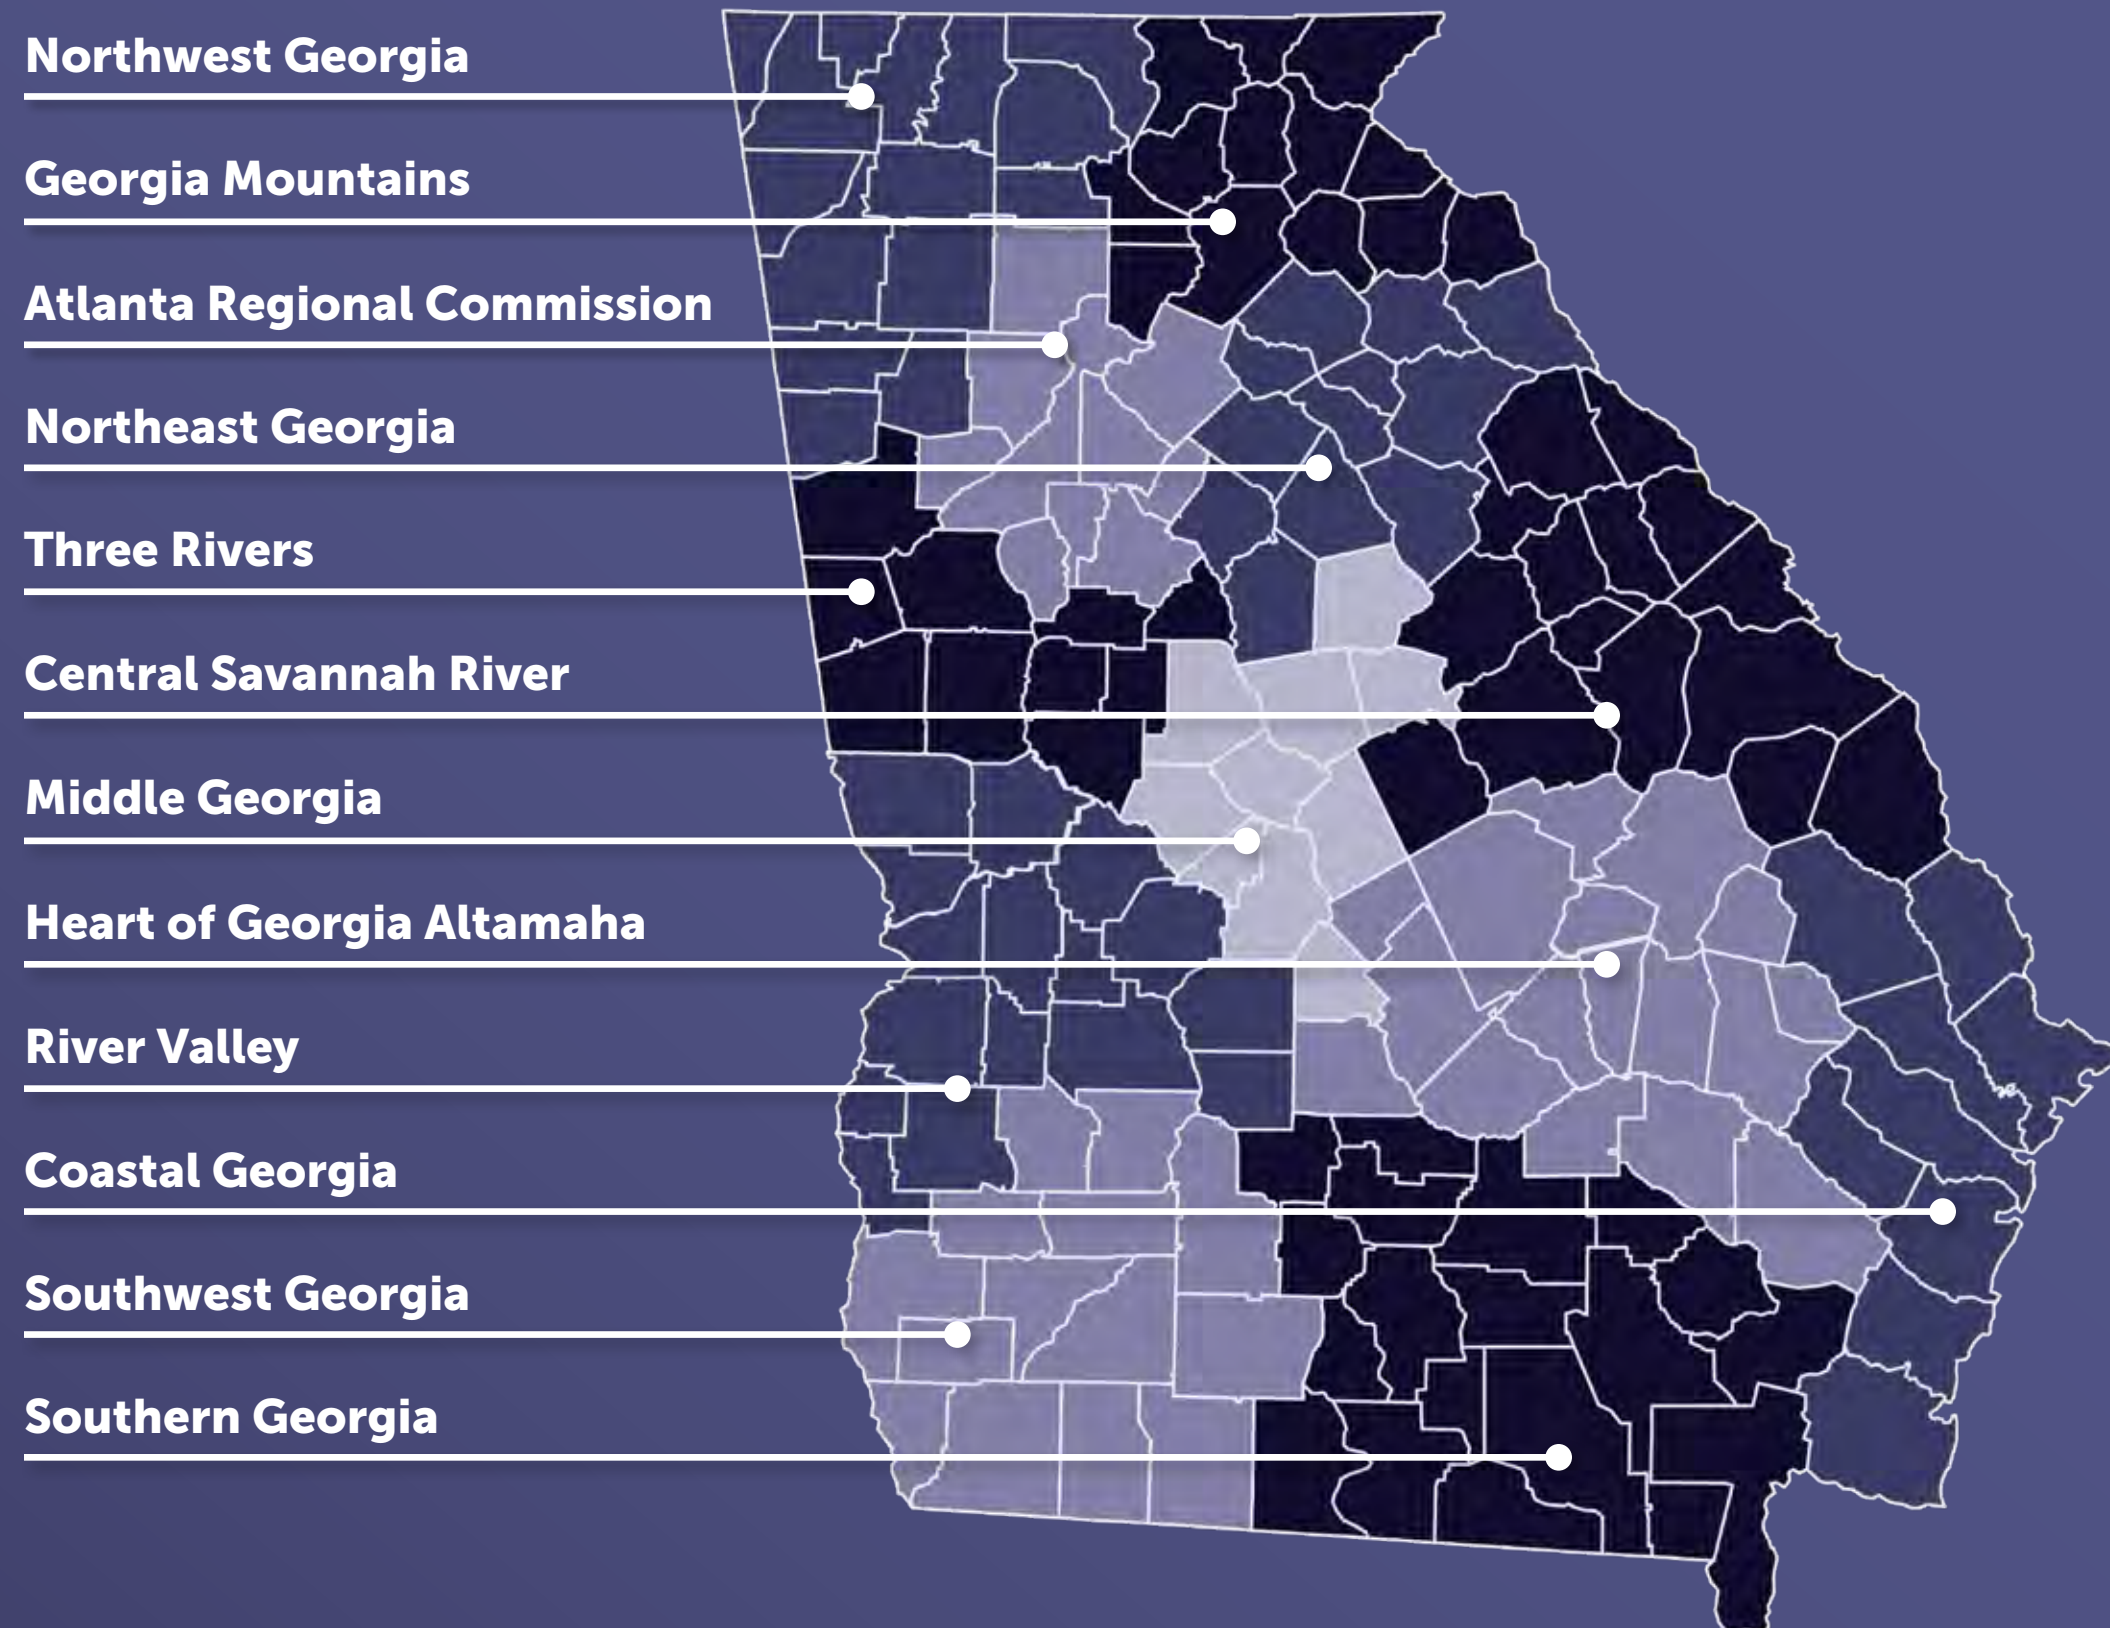 Northwest Georgia
Georgia Mountains
Atlanta Regional Commission
Northeast Georgia
Three Rivers
Central Savannah River
Middle Georgia
Heart of Georgia Altamaha
River Valley
Coastal Georgia
Southwest Georgia
Southern Georgia